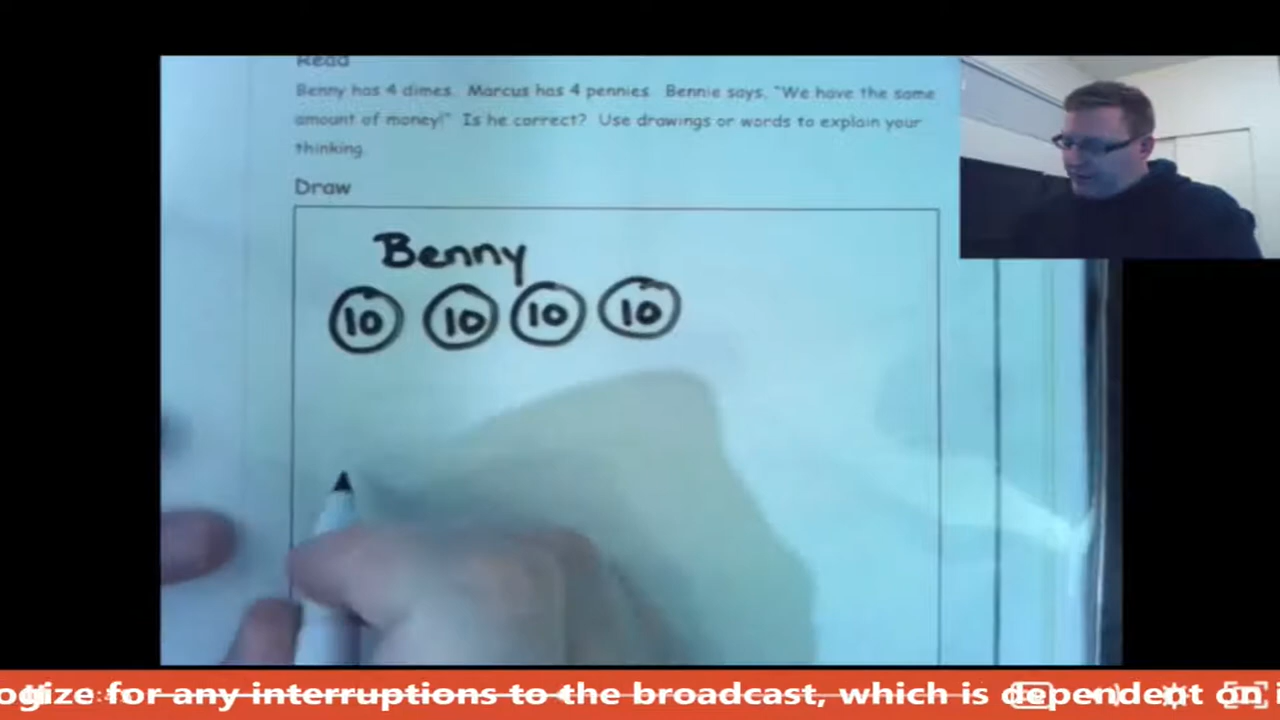 Read
Benny has 4 dimes. Marcus has 4 pennies. Bennie says, "We have the same
amount of money!" Is he correct? Use drawings or words to explain your
thinking.
Draw
Benny
10 10 10 10
ogize for any interruptions to the broadcast, which is dependent on i